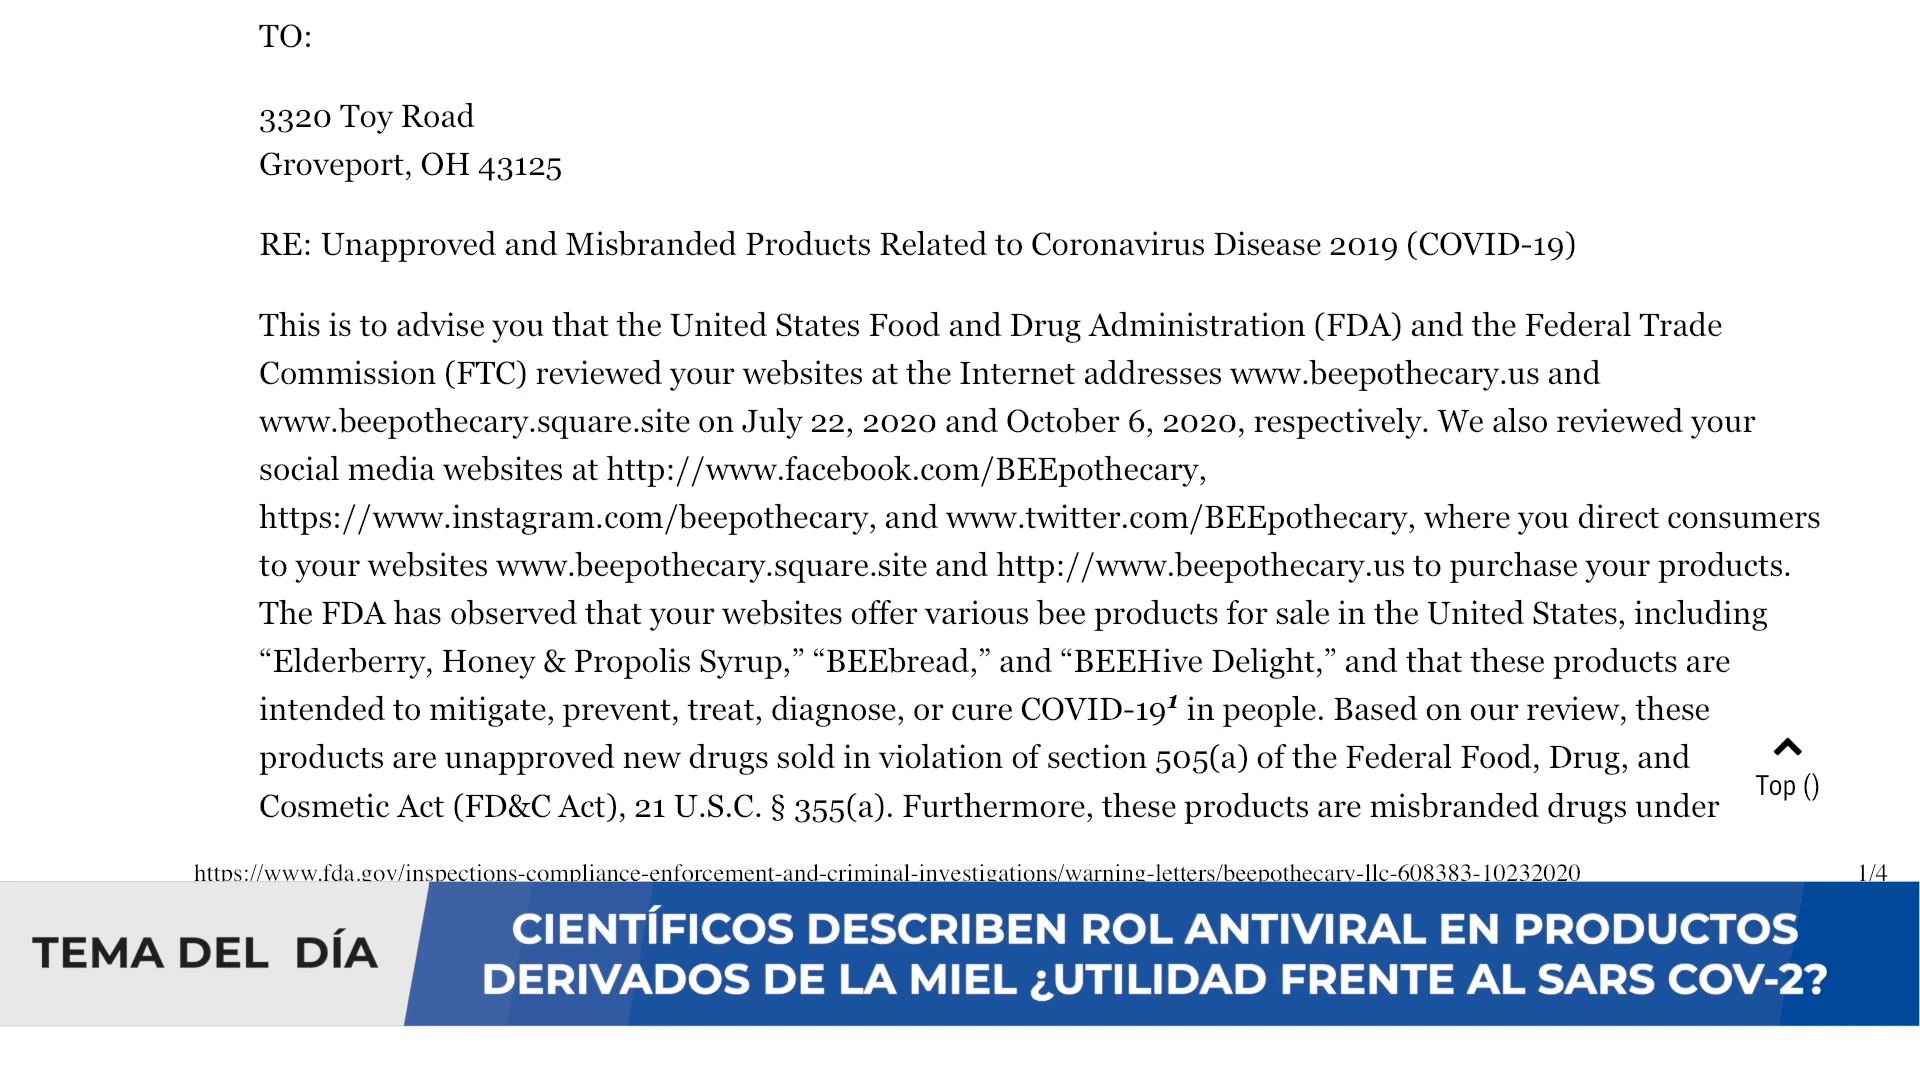 TO:
3320 Toy Road
Groveport, OH 43125
RE: Unapproved and Misbranded Products Related to Coronavirus Disease 2019 (COVID-19)
This is to advise you that the United States Food and Drug Administration (FDA) and the Federal Trade
Commission (FTC) reviewed your websites at the Internet addresses www.beepothecary.us and
www.beepothecary.square.site on July 22, 2020 and October 6, 2020, respectively. We also reviewed your
social media websites at http://www.facebook.com/BEEpothecary,
https://www.instagram.com/beepothecary, and www.twitter.com/BEEpothecary, where you direct consumers
to your websites www.beepothecary.square.site and http://www.beepothecary.us to purchase your products.
The FDA has observed that your websites offer various bee products for sale in the United States, including
“Elderberry, Honey & Propolis Syrup,” “BEEbread,” and “BEEHive Delight,” and that these products are
intended to mitigate, prevent, treat, diagnose, or cure COVID-19¹ in people. Based on our review, these
products are unapproved new drugs sold in violation of section 505(a) of the Federal Food, Drug, and
Cosmetic Act (FD&C Act), 21 U.S.C. § 355(a). Furthermore, these products are misbranded drugs under
Top ()
https://www.fda.gov/inspections-compliance-enforcement-and-criminal-investigations/warning-letters/beepothecary-llc-608383-10232020
1/4
TEMA DEL DÍA
CIENTÍFICOS DESCRIBEN ROL ANTIVIRAL EN PRODUCTOS
DERIVADOS DE LA MIEL ¿UTILIDAD FRENTE AL SARS COV-2?